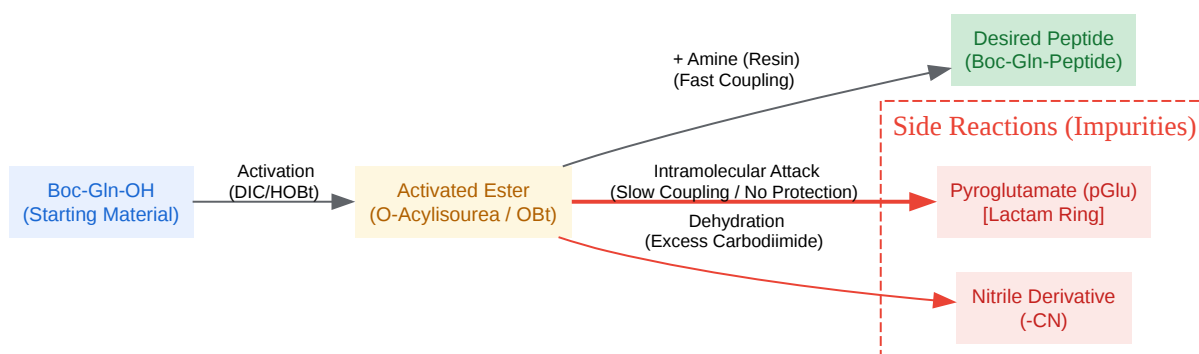 Desired Peptide
(Boc-Gln-Peptide)
+ Amine (Resin)
(Fast Coupling)
Side Reactions (Impurities)
Boc-Gln-OH
(Starting Material)
Activation
(DIC/HOBt)
Activated Ester
(O-Acylisourea / OBt)
Intramolecular Attack
(Slow Coupling / No Protection)
Pyroglutamate (pGlu)
[Lactam Ring]
Dehydration
(Excess Carbodiimide)
Nitrile Derivative
(-CN)